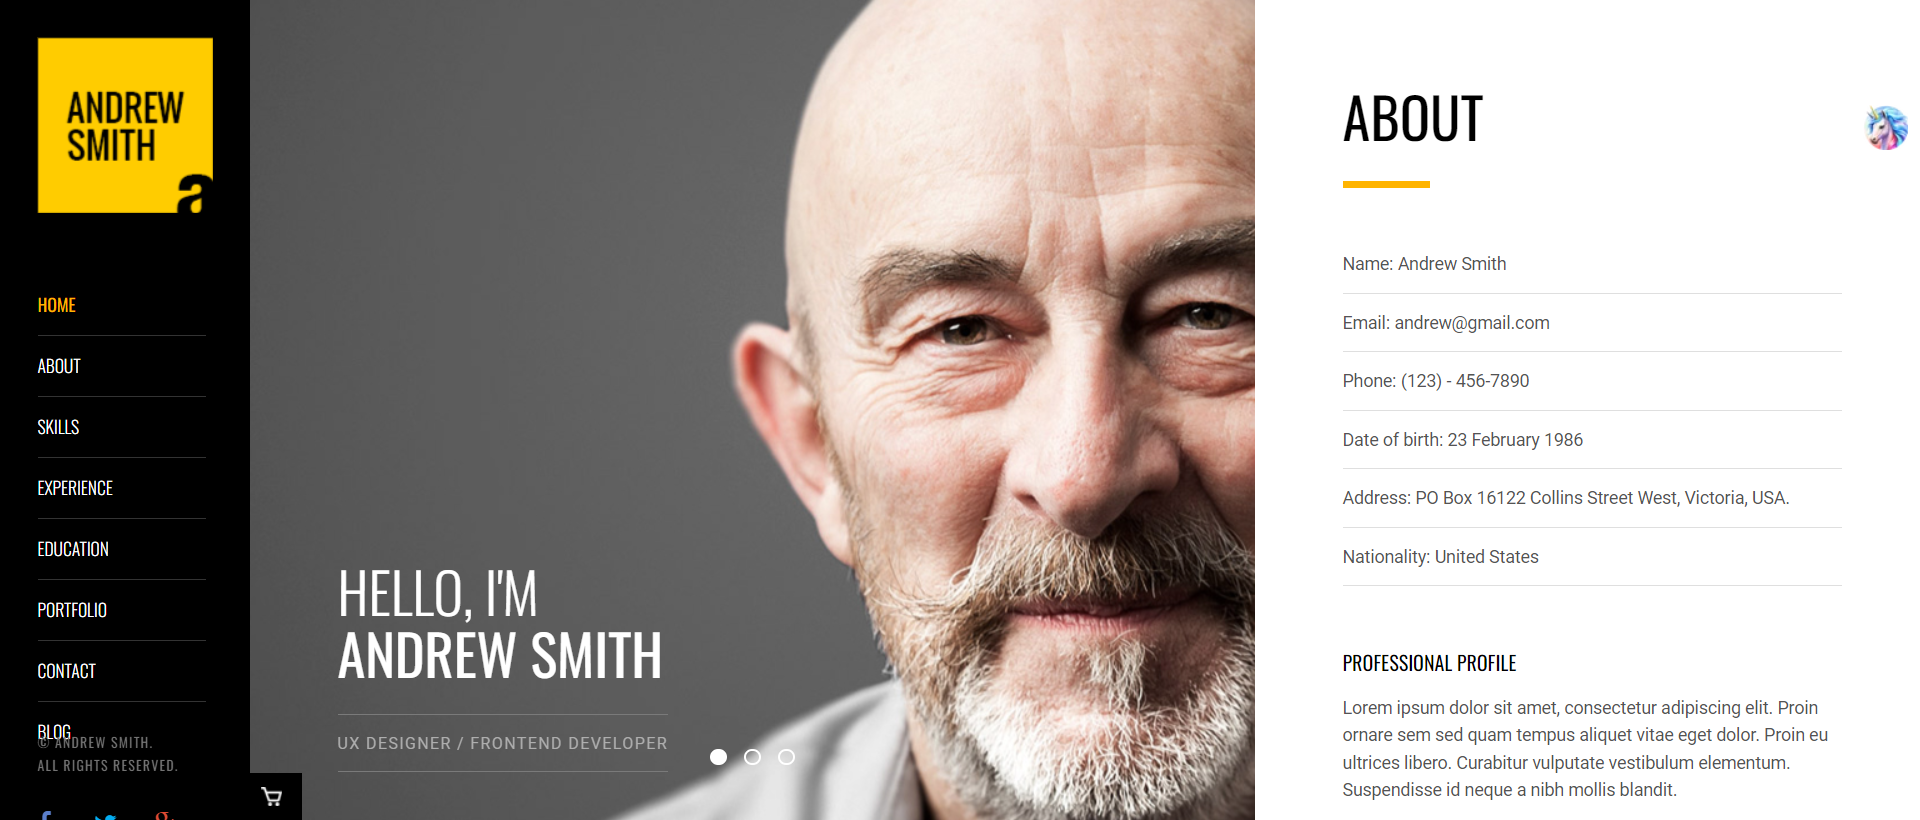 ANDREW
SMITH
a
HOME
ABOUT
SKILLS
EXPERIENCE
EDUCATION
PORTFOLIO
CONTACT
BLOG
© ANDREW SMITH.
ALL RIGHTS RESERVED.
HELLO, I'M
ANDREW SMITH
UX DESIGNER / FRONTEND DEVELOPER
ABOUT
Name: Andrew Smith
Email: andrew@gmail.com
Phone: (123) - 456-7890
Date of birth: 23 February 1986
Address: PO Box 16122 Collins Street West, Victoria, USA.
Nationality: United States
PROFESSIONAL PROFILE
Lorem ipsum dolor sit amet, consectetur adipiscing elit. Proin
ornare sem sed quam tempus aliquet vitae eget dolor. Proin eu
ultrices libero. Curabitur vulputate vestibulum elementum.
Suspendisse id neque a nibh mollis blandit.